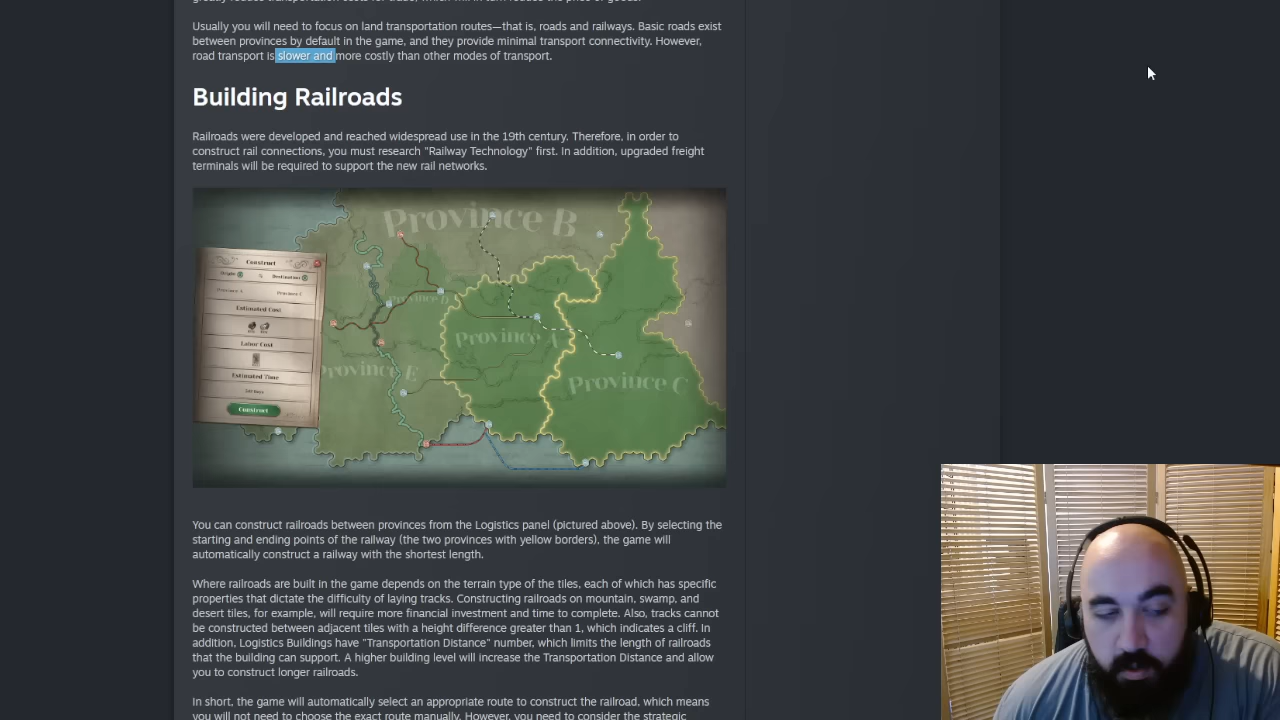 Usually you will need to focus on land transportation routes—that is, roads and railways. Basic roads exist
between provinces by default in the game, and they provide minimal transport connectivity. However,
road transport is slower and more costly than other modes of transport.
Building Railroads
Railroads were developed and reached widespread use in the 19th century. Therefore, in order to
construct rail connections, you must research "Railway Technology" first. In addition, upgraded freight
terminals will be required to support the new rail networks.
Province B
Construct
Origin
Destination
Province D
Estimated Cost
Province A
Labor Cost
Province E
Estimated Time
Province C
Construct
You can construct railroads between provinces from the Logistics panel (pictured above). By selecting the
starting and ending points of the railway (the two provinces with yellow borders), the game will
automatically construct a railway with the shortest length.
Where railroads are built in the game depends on the terrain type of the tiles, each of which has specific
properties that dictate the difficulty of laying tracks. Constructing railroads on mountain, swamp, and
desert tiles, for example, will require more financial investment and time to complete. Also, tracks cannot
be constructed between adjacent tiles with a height difference greater than 1, which indicates a cliff. In
addition, Logistics Buildings have "Transportation Distance" number, which limits the length of railroads
that the building can support. A higher building level will increase the Transportation Distance and allow
you to construct longer railroads.
In short, the game will automatically select an appropriate route to construct the railroad, which means
you will not need to choose the exact route manually. However, you need to consider the strategic